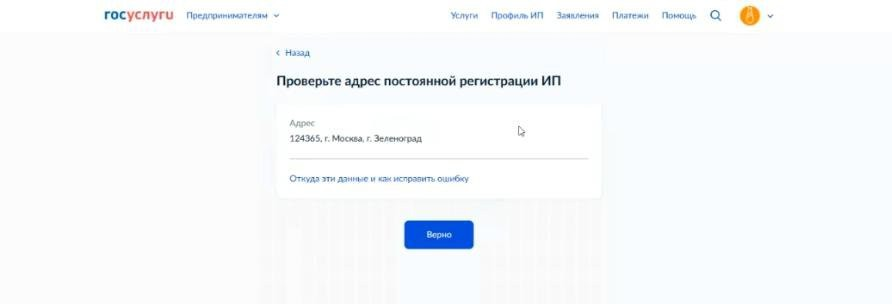 госуслуги Предпринимателям Услуги Профиль ИП Заявления Платежи Помощь
Назад
Проверьте адрес постоянной регистрации ИП
Адрес
124365, г. Москва, г. Зеленоград
Откуда эти данные и как исправить ошибку
Верно